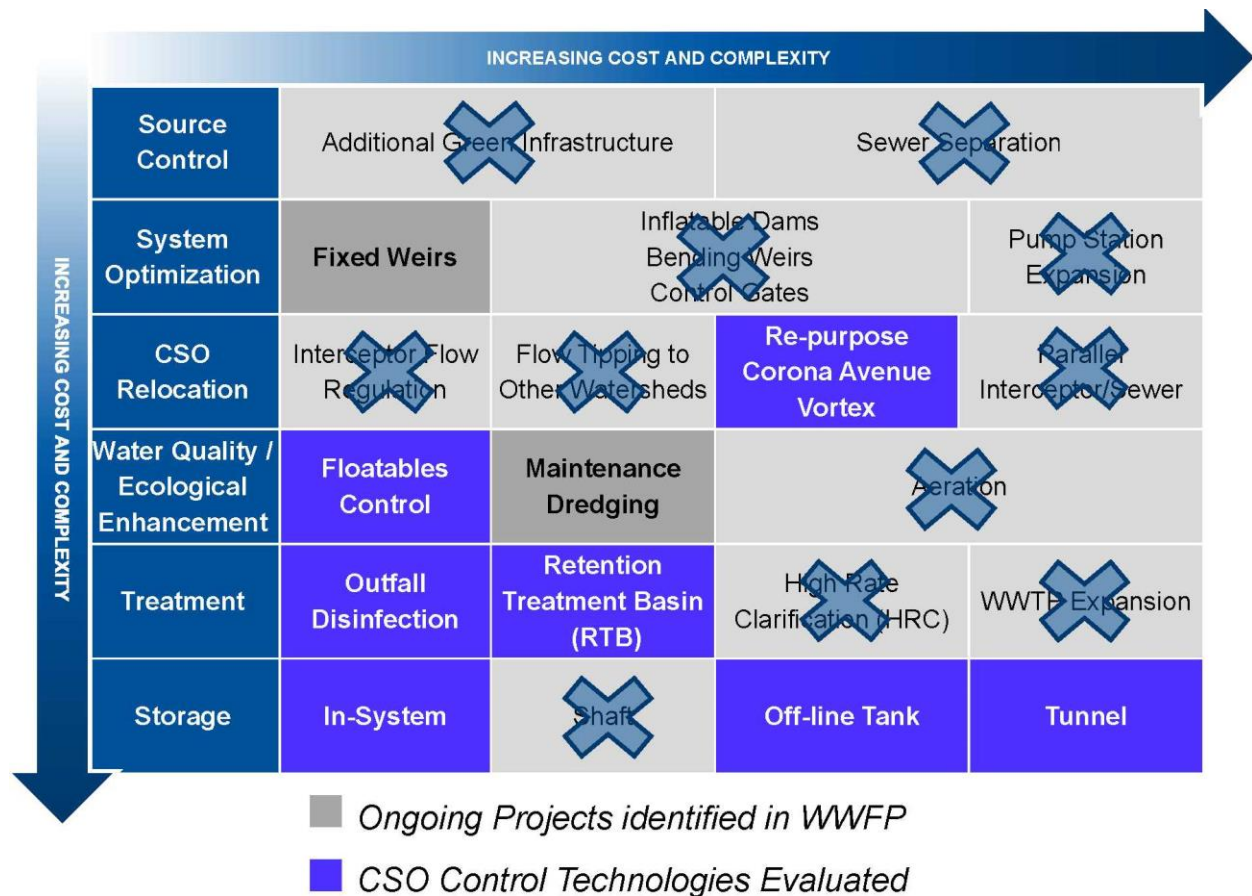 INCREASING COST AND COMPLEXITY
INCREASING COST AND COMPLEXITY
Source
Control
Additional Green Infrastructure
Sewer Separation
System
Optimization
Fixed Weirs
Inflatable Dams
Bending Weirs
Control Gates
Pump Station
Expansion
CSO
Relocation
Interceptor Flow
Regulation
Flow Tipping to
Other Watersheds
Re-purpose
Corona Avenue
Vortex
Parallel
Interceptor/Sewer
Water Quality /
Ecological
Enhancement
Floatables
Control
Maintenance
Dredging
Aeration
Treatment
Outfall
Disinfection
Retention
Treatment Basin
(RTB)
High Rate
Clarification (HRC)
WWTP Expansion
Storage
In-System
Shaft
Off-line Tank
Tunnel
Ongoing Projects identified in WWFP
CSO Control Technologies Evaluated